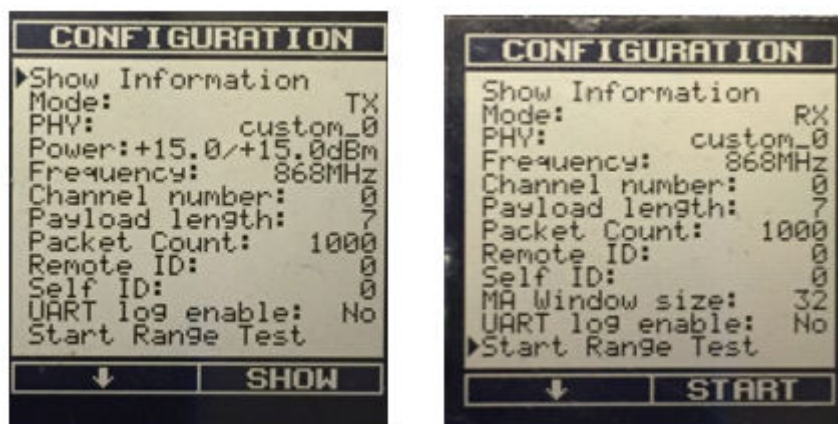 CONFIGURATION
Show Information
Mode: TX
PHY: custom_0
Power:+15.0/+15.0dBm
Frequency: 868MHz
Channel number: 0
Payload length: 7
Packet Count: 1000
Remote ID: 0
Self ID: 0
UART log enable: No
Start Range Test
SHOW
CONFIGURATION
Show Information
Mode: RX
PHY: custom_0
Frequency: 868MHz
Channel number: 0
Payload length: 7
Packet Count: 1000
Remote ID: 0
Self ID: 0
MA Window size: 32
UART log enable: No
Start Range Test
START